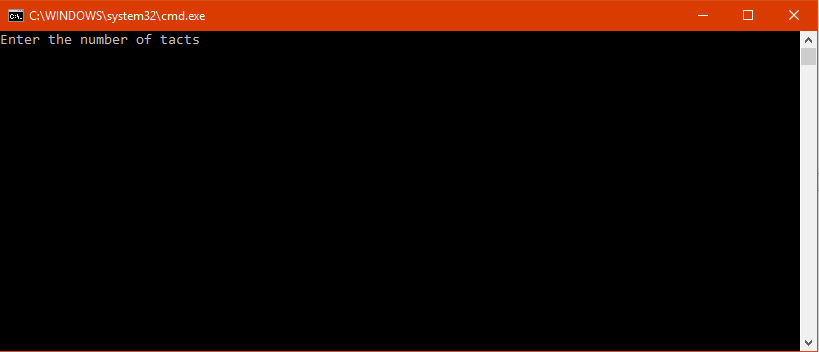 C:\WINDOWS\system32\cmd.exe
Enter the number of tacts